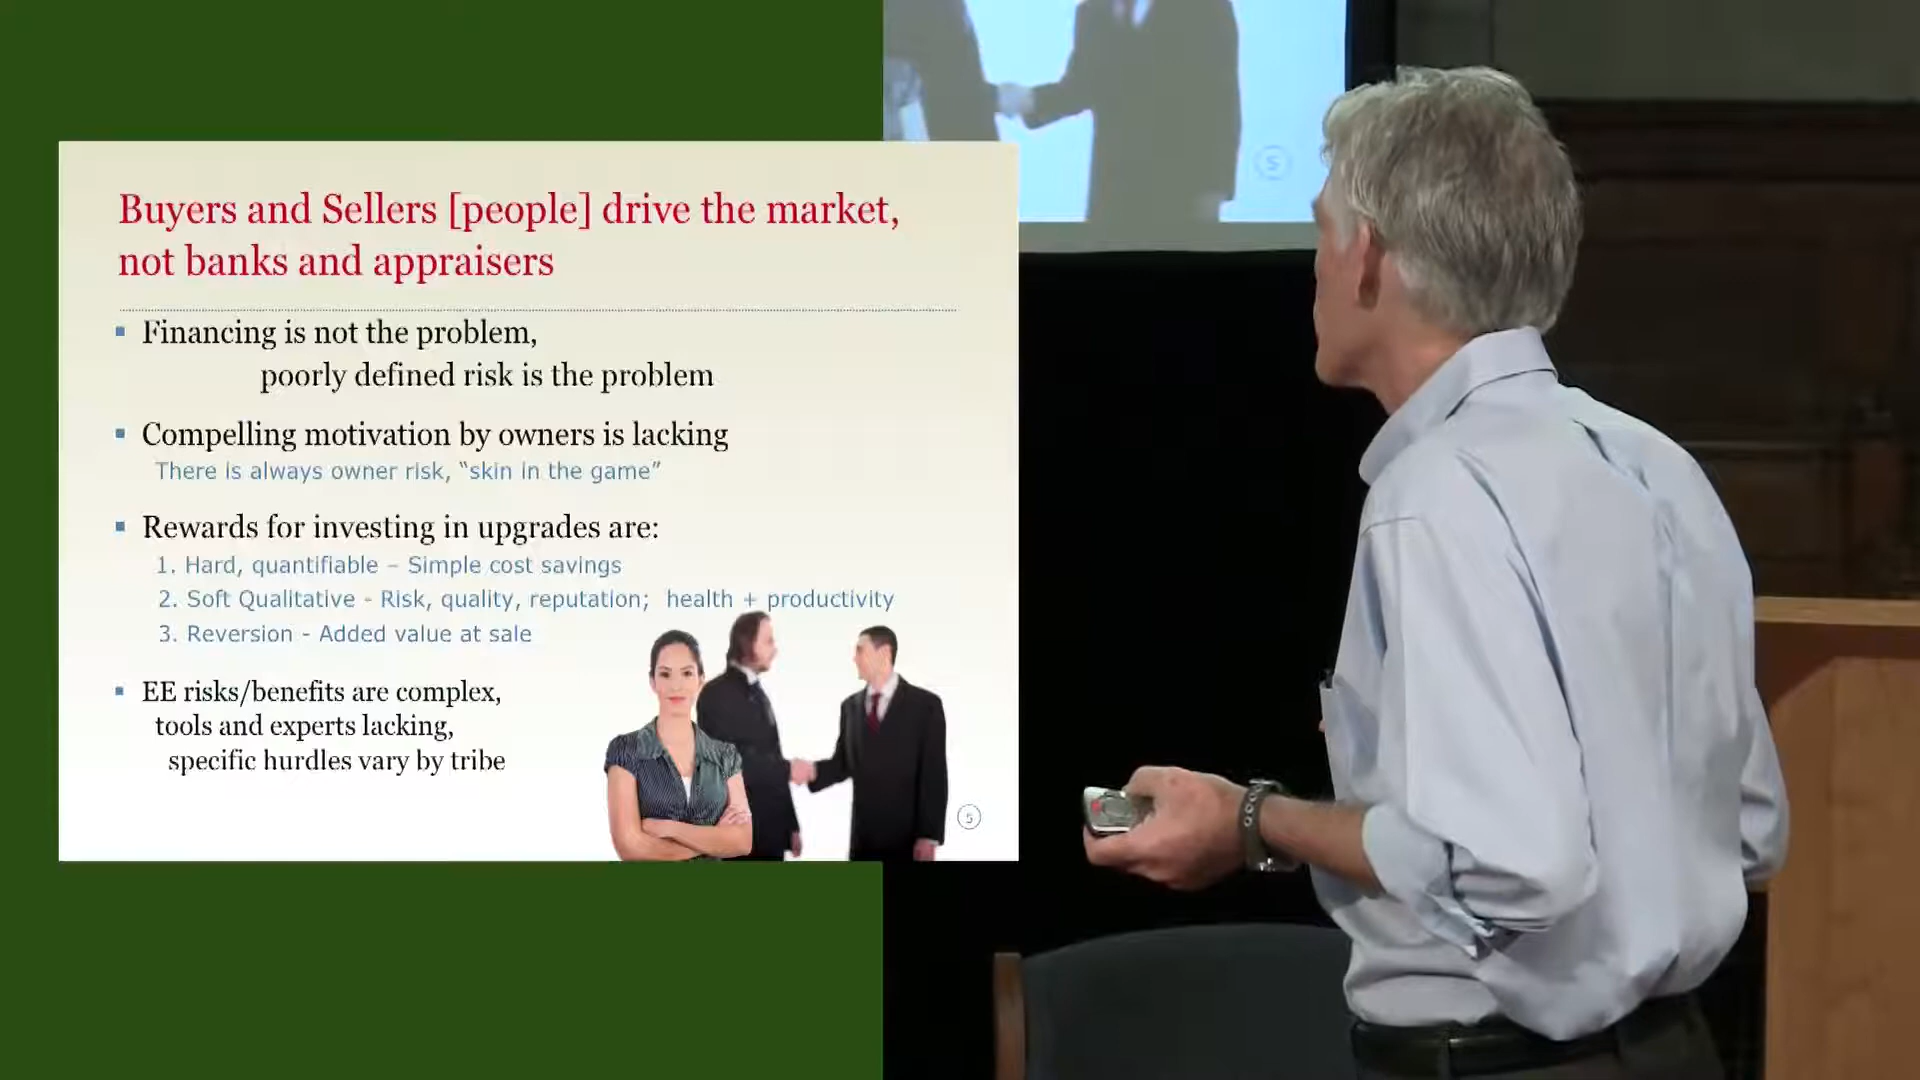 Buyers and Sellers [people] drive the market,
not banks and appraisers
Financing is not the problem,
poorly defined risk is the problem
Compelling motivation by owners is lacking
There is always owner risk, “skin in the game”
Rewards for investing in upgrades are:
1. Hard, quantifiable – Simple cost savings
2. Soft Qualitative - Risk, quality, reputation; health + productivity
3. Reversion - Added value at sale
EE risks/benefits are complex,
tools and experts lacking,
specific hurdles vary by tribe
5
5